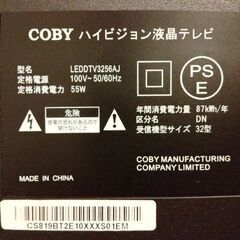 COBY ハイビジョン液晶テレビ
型名 LEDDTV3256AJ
定格電源 100V~50/60Hz
定格消費電力 55W
PS
E
年間消費電力量 87kWh/年
区分 DN
受信機型サイズ 32型
危険
COBY MANUFACTURING
COMPANY LIMITED
MADE IN CHINA
CS819BT2E10XXXS01EM